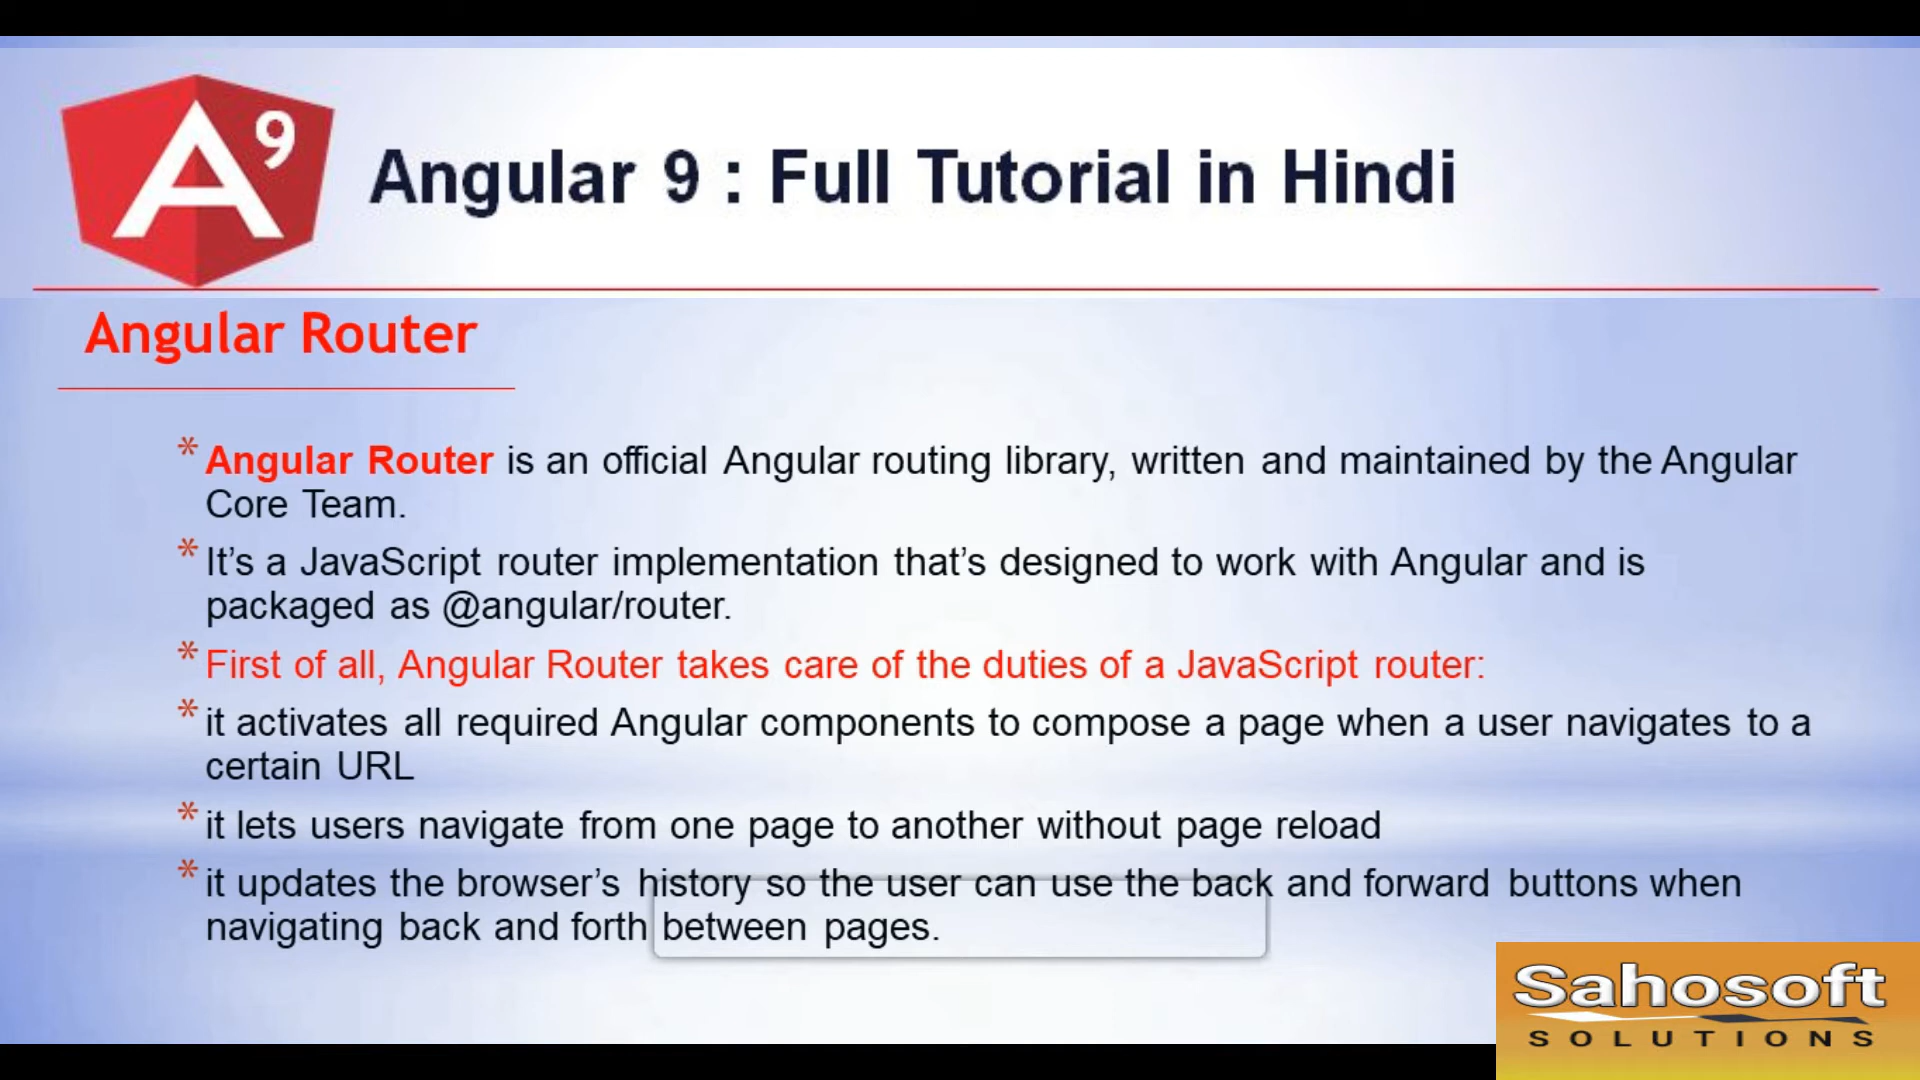 A9
Angular 9 : Full Tutorial in Hindi
Angular Router
* Angular Router is an official Angular routing library, written and maintained by the Angular
Core Team.
* It’s a JavaScript router implementation that’s designed to work with Angular and is
packaged as @angular/router.
* First of all, Angular Router takes care of the duties of a JavaScript router:
* it activates all required Angular components to compose a page when a user navigates to a
certain URL
* it lets users navigate from one page to another without page reload
* it updates the browser’s history so the user can use the back and forward buttons when
navigating back and forth between pages.
Sahosoft
SOLUTIONS